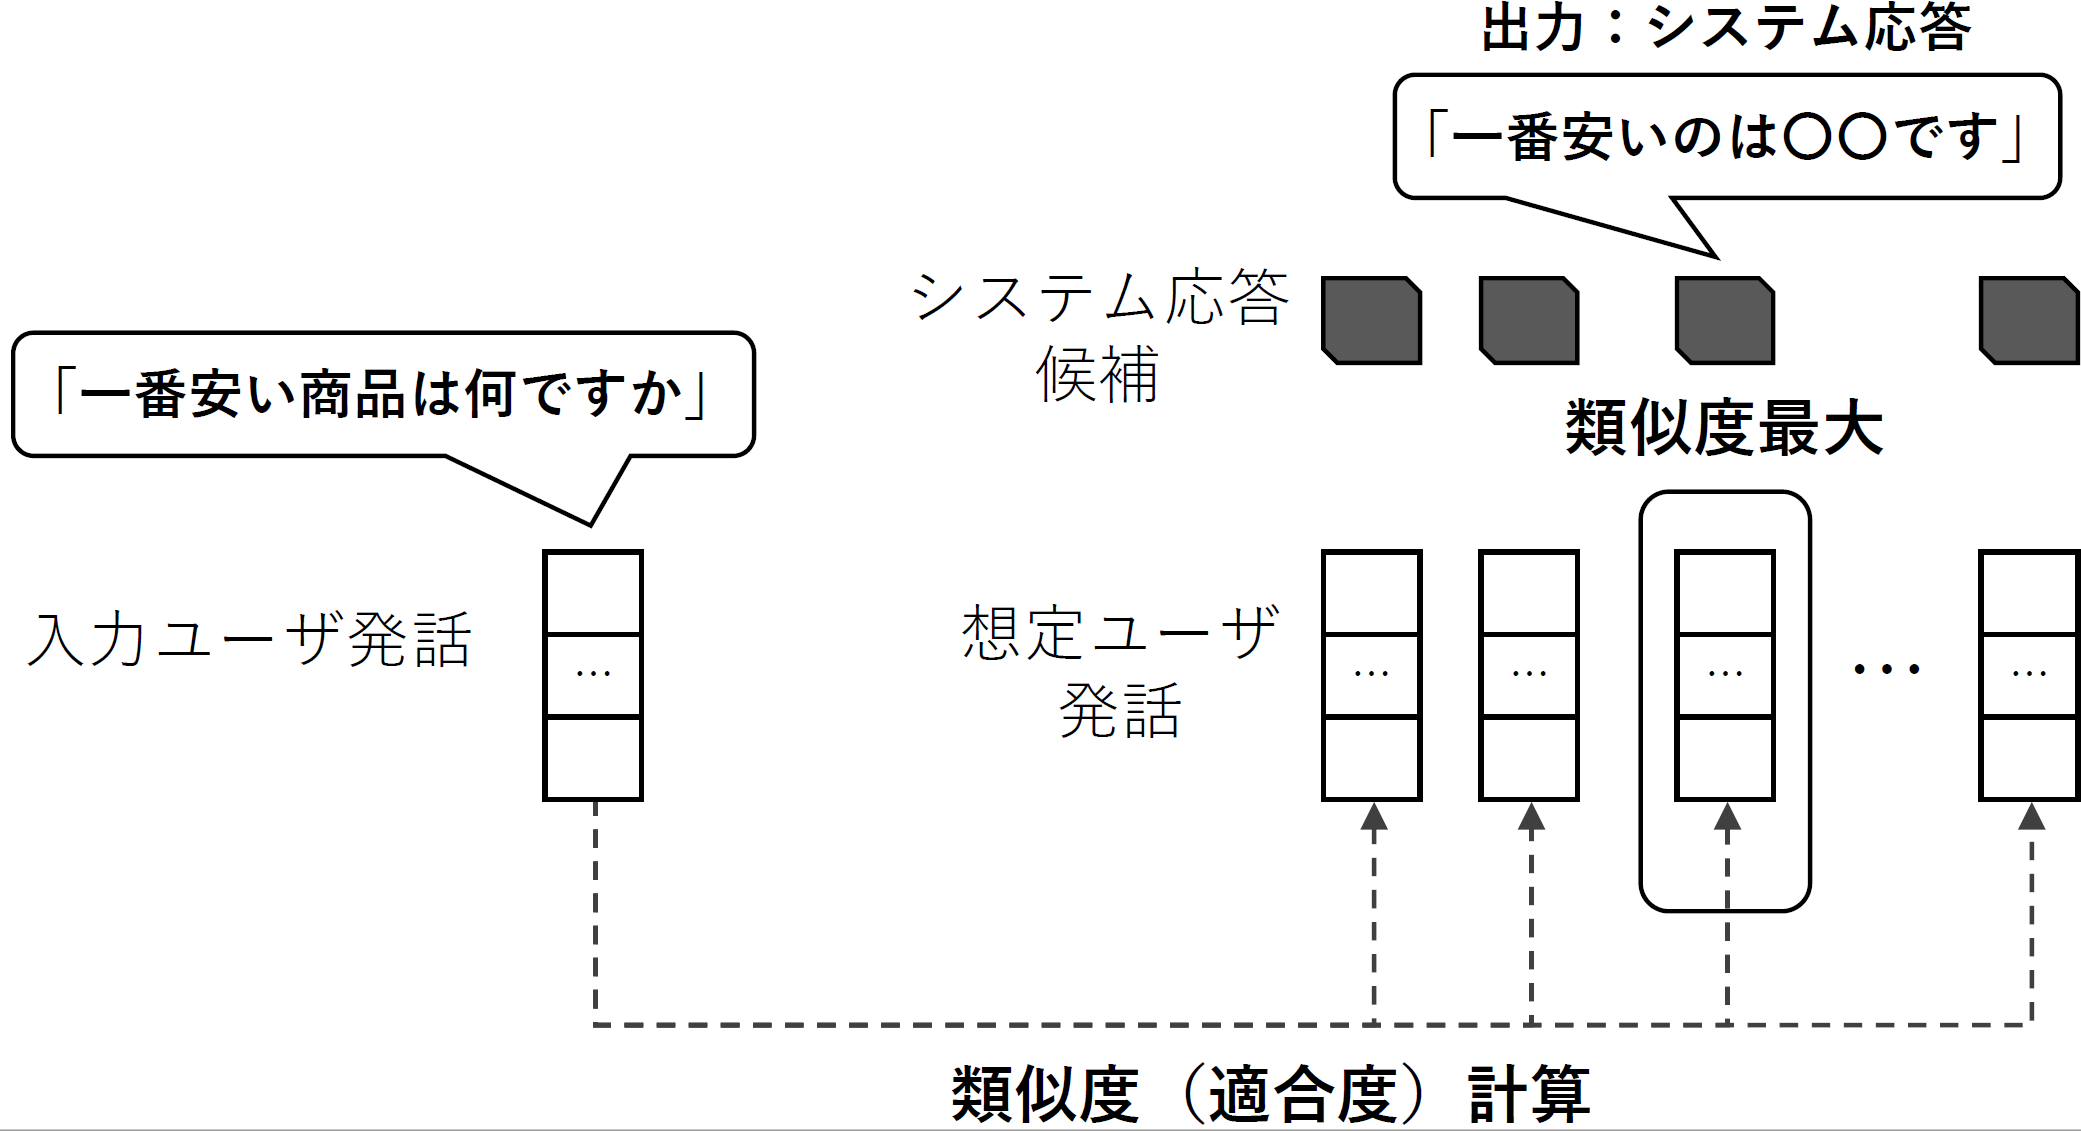 出力：システム応答
「一番安いのは〇〇です」
システム応答
候補
「一番安い商品は何ですか」
類似度最大
入力ユーザ発話
…
想定ユーザ
発話
…
…
…
…
…
類似度（適合度）計算